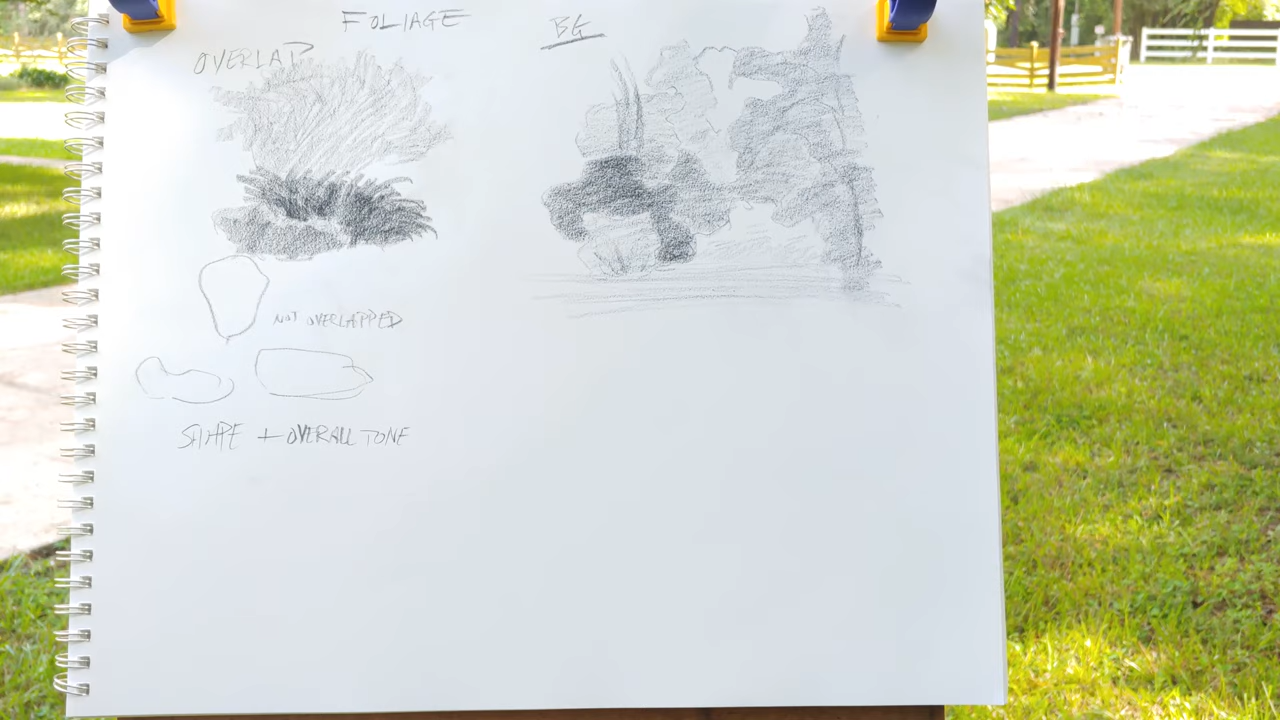 FOLIAGE
BG
OVERLAP
NOT OVERLAPPED
SHAPE + OVERALL TONE